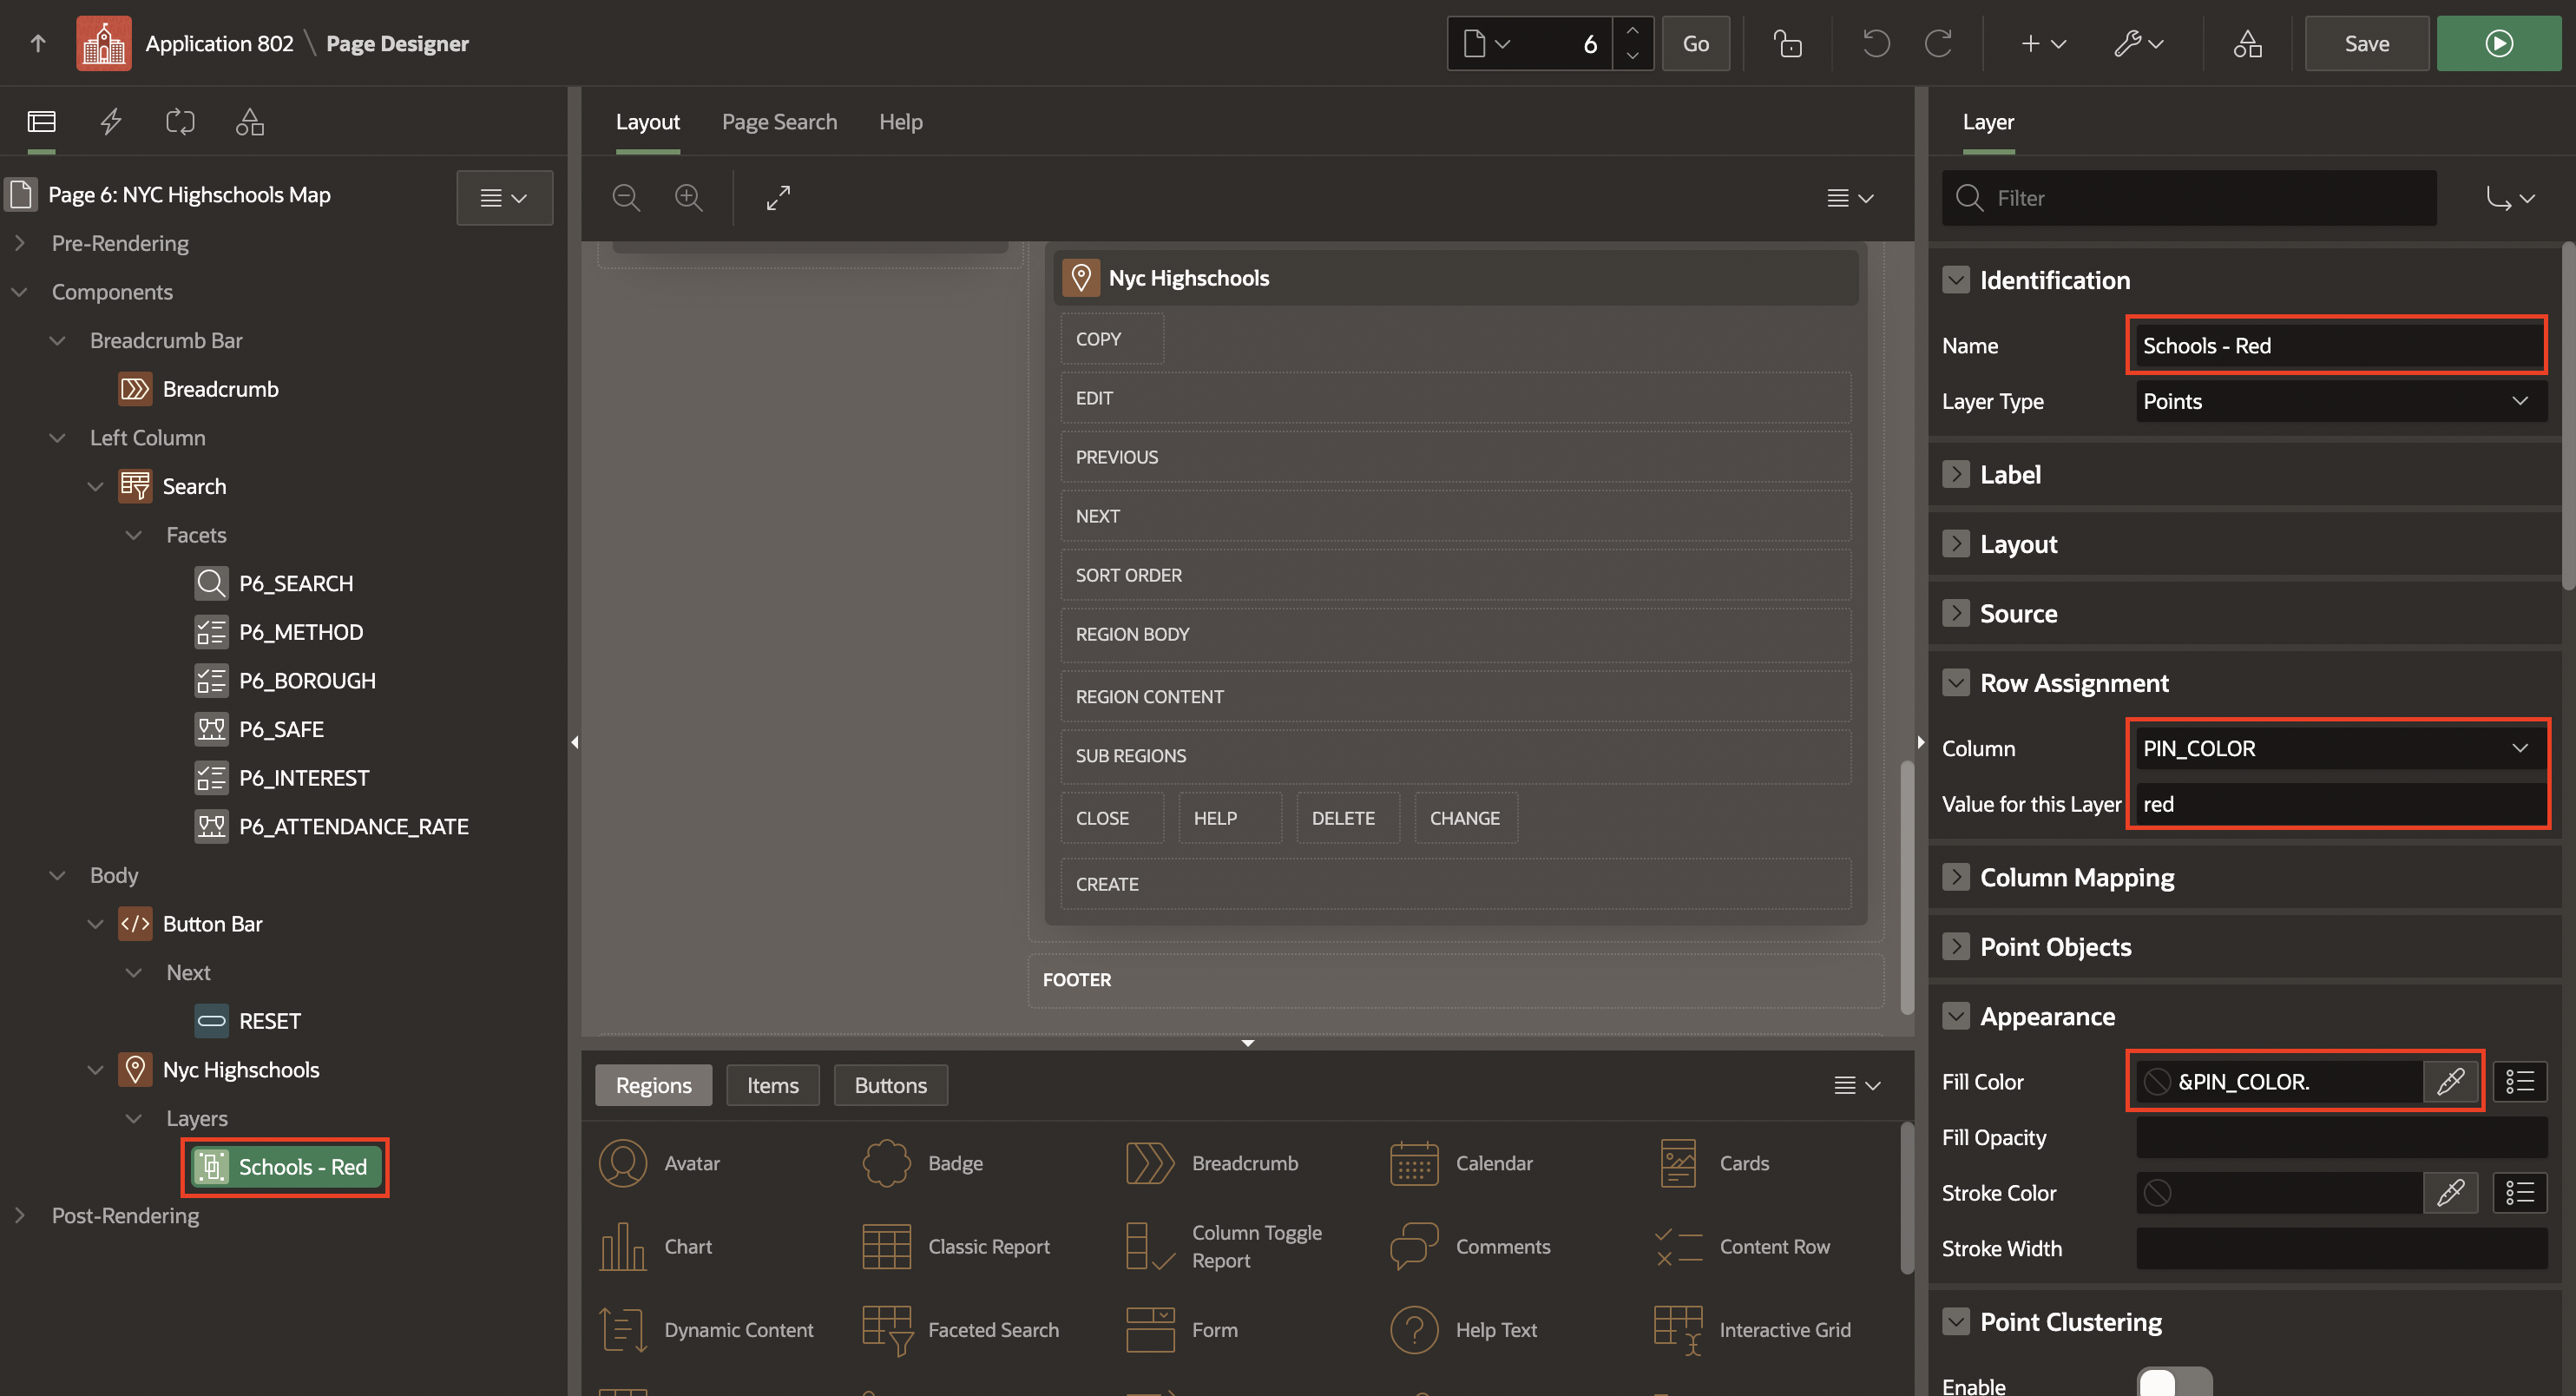 Application 802 \ Page Designer
6
Go
Save
Page 6: NYC Highschools Map
Pre-Rendering
Components
Breadcrumb Bar
Breadcrumb
Left Column
Search
Facets
P6_SEARCH
P6_METHOD
P6_BOROUGH
P6_SAFE
P6_INTEREST
P6_ATTENDANCE_RATE
Body
Button Bar
Next
RESET
Nyc Highschools
Layers
Schools - Red
Post-Rendering
Layout Page Search Help
Nyc Highschools
COPY
EDIT
PREVIOUS
NEXT
SORT ORDER
REGION BODY
REGION CONTENT
SUB REGIONS
CLOSE HELP DELETE CHANGE
CREATE
FOOTER
Regions Items Buttons
Avatar Badge Breadcrumb Calendar Cards
Chart Classic Report Column Toggle Report Comments Content Row
Dynamic Content Faceted Search Form Help Text Interactive Grid
Layer
Filter
Identification
Name Schools - Red
Layer Type Points
Label
Layout
Source
Row Assignment
Column PIN_COLOR
Value for this Layer red
Column Mapping
Point Objects
Appearance
Fill Color &PIN_COLOR.
Fill Opacity
Stroke Color
Stroke Width
Point Clustering
Enable